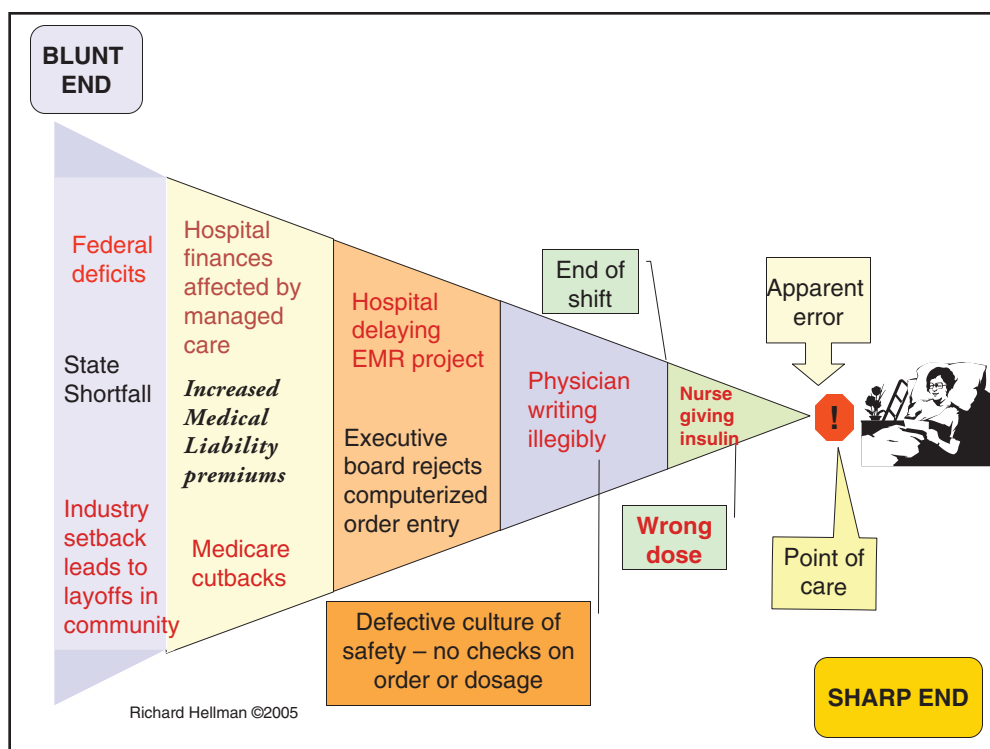 BLUNT
END
Federal
deficits
State
Shortfall
Industry
setback
leads to
layoffs in
community
Hospital
finances
affected by
managed
care
Increased
Medical
Liability
premiums
Medicare
cutbacks
Hospital
delaying
EMR project
Executive
board rejects
computerized
order entry
Physician
writing
illegibly
Defective culture of
safety – no checks on
order or dosage
End of
shift
Nurse
giving
insulin
Wrong
dose
Apparent
error
!
Point of
care
SHARP END
Richard Hellman ©2005